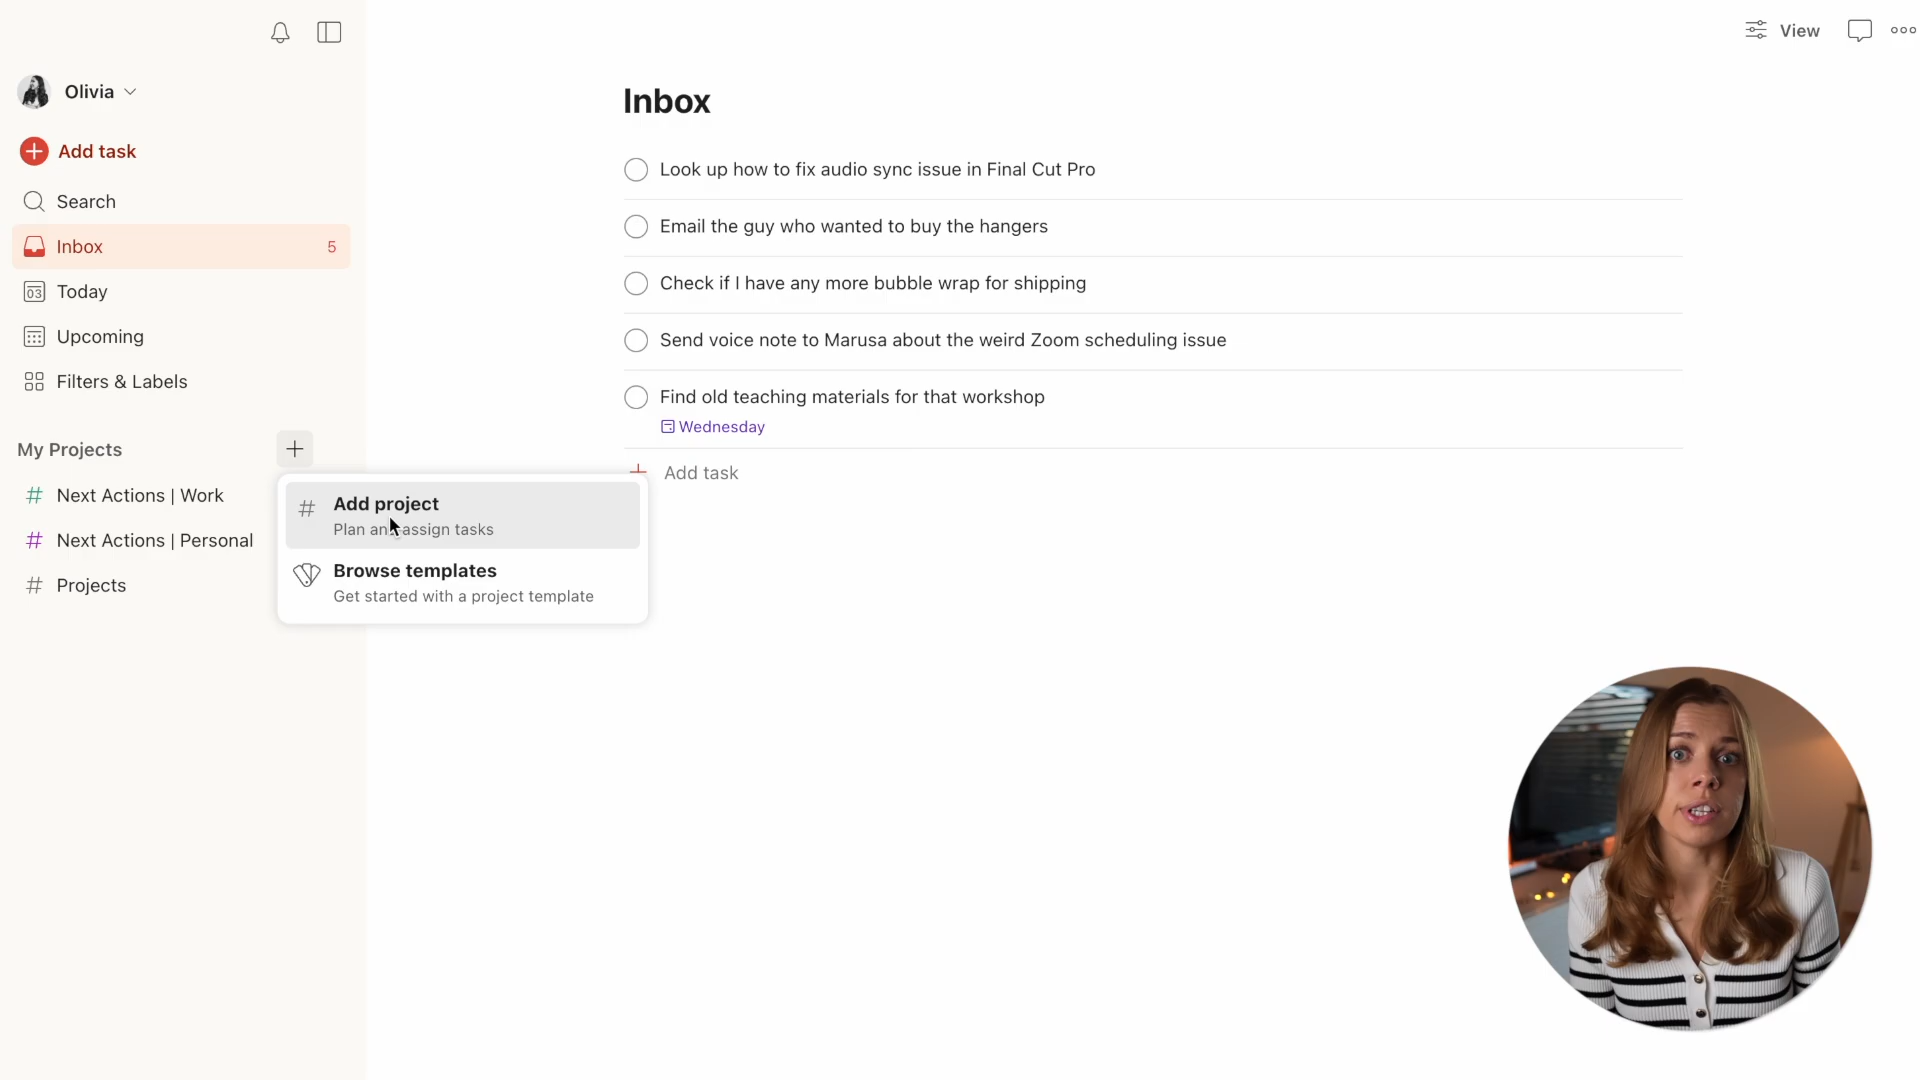 View
Olivia
Inbox
Add task
Look up how to fix audio sync issue in Final Cut Pro
Search
Email the guy who wanted to buy the hangers
Inbox 5
Check if I have any more bubble wrap for shipping
03 Today
Upcoming
Send voice note to Marusa about the weird Zoom scheduling issue
Filters & Labels
Find old teaching materials for that workshop
Wednesday
My Projects +
+ Add task
# Next Actions | Work
# Next Actions | Personal
# Projects
# Add project
Plan an assign tasks
Browse templates
Get started with a project template